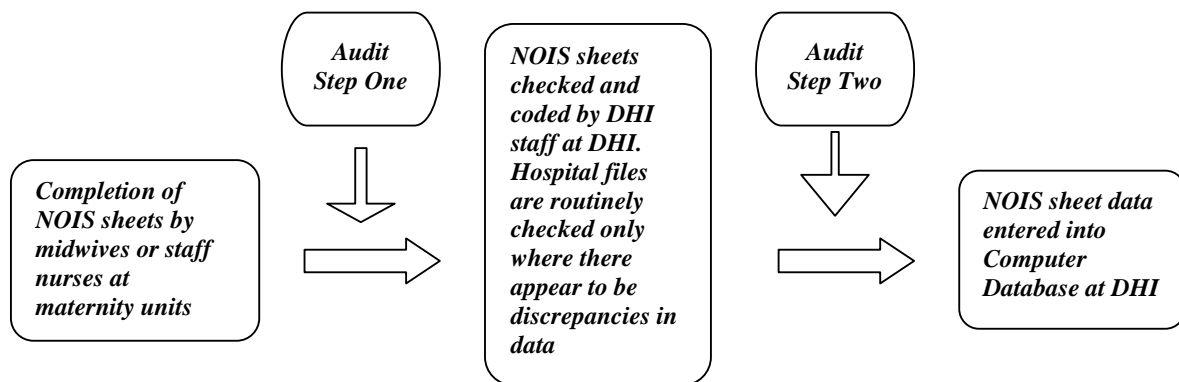 Completion of
NOIS sheets by
midwives or staff
nurses at
maternity units
Audit
Step One
NOIS sheets
checked and
coded by DHI
staff at DHI.
Hospital files
are routinely
checked only
where there
appear to be
discrepancies in
data
Audit
Step Two
NOIS sheet data
entered into
Computer
Database at DHI